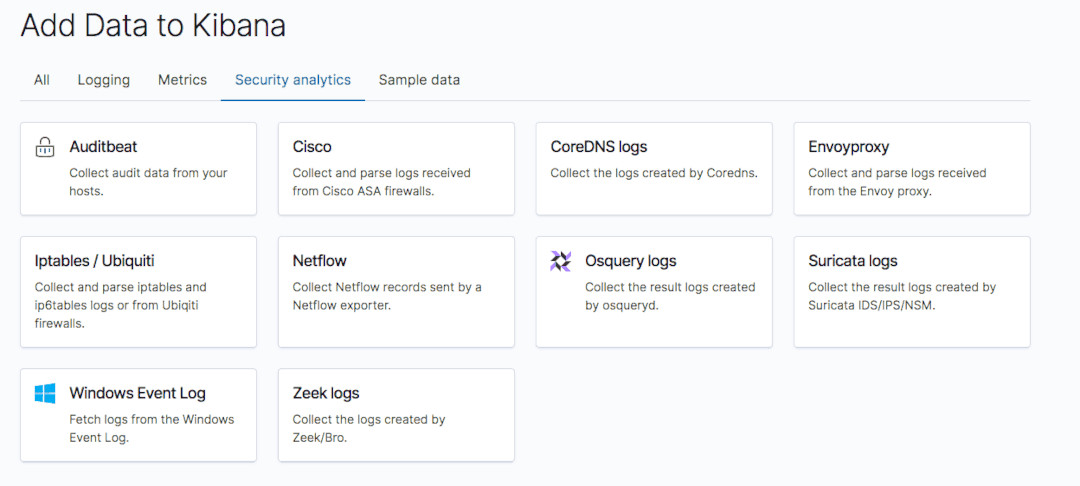 Add Data to Kibana
All Logging Metrics Security analytics Sample data
Auditbeat
Collect audit data from your
hosts.
Cisco
Collect and parse logs received
from Cisco ASA firewalls.
CoreDNS logs
Collect the logs created by Coredns.
Envoyproxy
Collect and parse logs received
from the Envoy proxy.
Iptables / Ubiquiti
Collect and parse iptables and
ip6tables logs or from Ubiqiti
firewalls.
Netflow
Collect Netflow records sent by a
Netflow exporter.
Osquery logs
Collect the result logs created
by osqueryd.
Suricata logs
Collect the result logs created by
Suricata IDS/IPS/NSM.
Windows Event Log
Fetch logs from the Windows
Event Log.
Zeek logs
Collect the logs created by
Zeek/Bro.